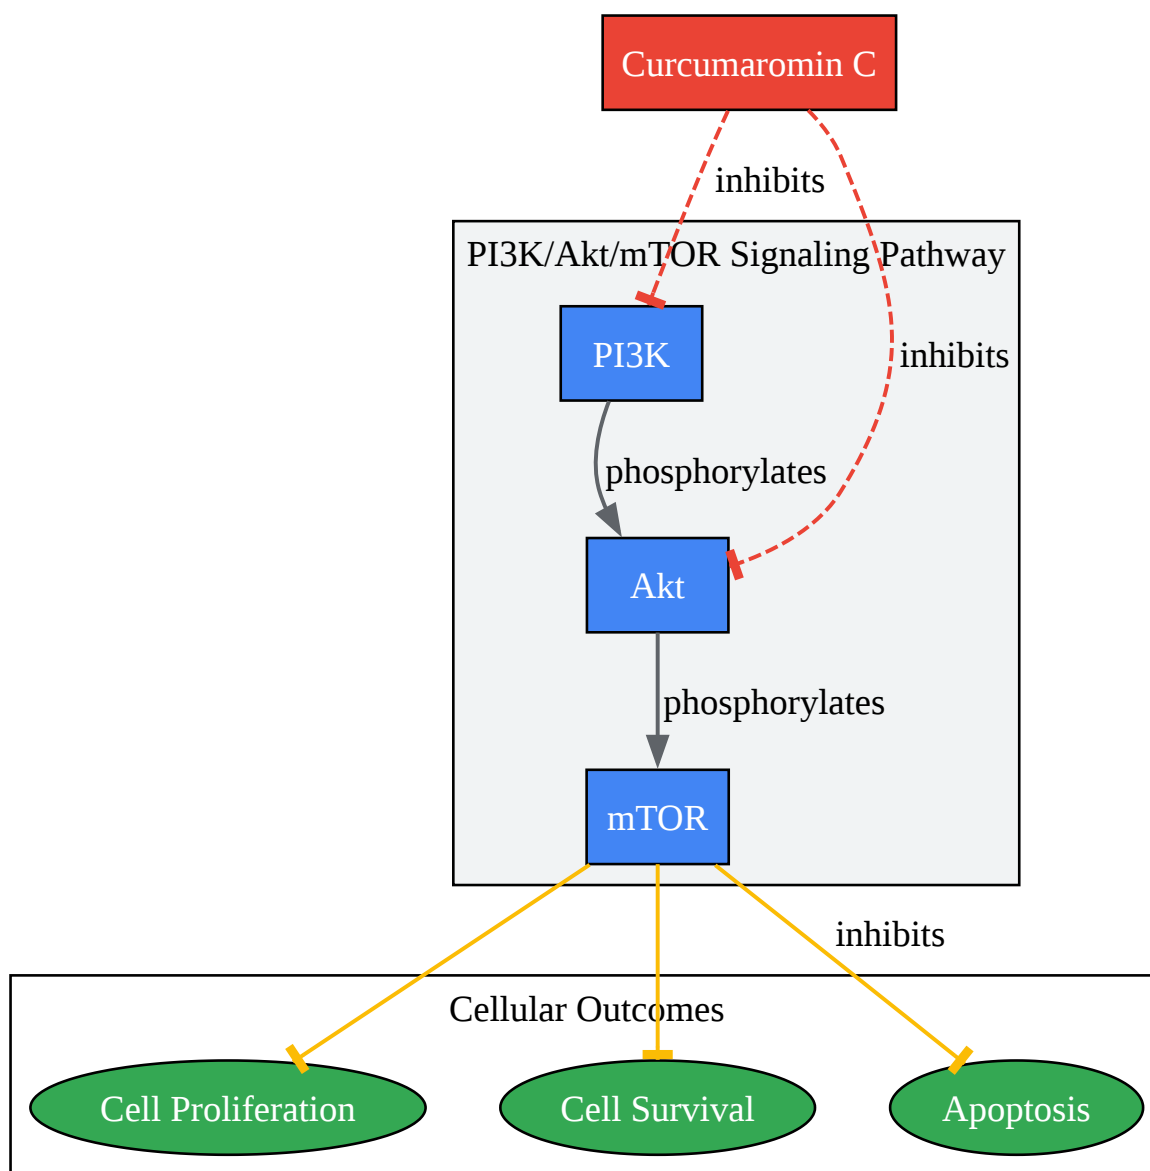 Curcumaromin C
inhibits
PI3K/Akt/mTOR Signaling Pathway
PI3K
inhibits
phosphorylates
Akt
phosphorylates
mTOR
inhibits
Cellular Outcomes
Cell Proliferation
Cell Survival
Apoptosis